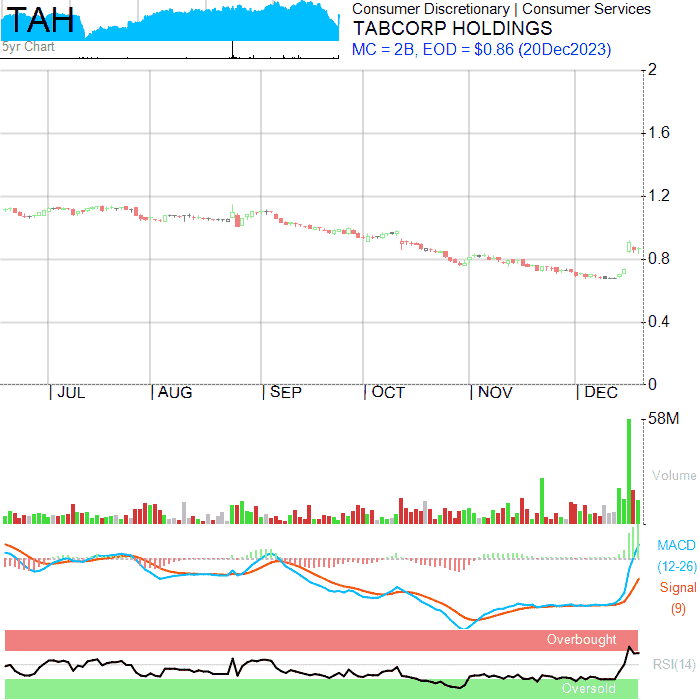 TAH
5yr Chart
Consumer Discretionary | Consumer Services
TABCORP HOLDINGS
MC = 2B, EOD = $0.86 (20Dec2023)
2
1.6
1.2
0.8
0.4
0
JUL AUG SEP OCT NOV DEC
58M
Volume
MACD
(12-26)
Signal
(9)
Overbought
RSI(14)
Oversold